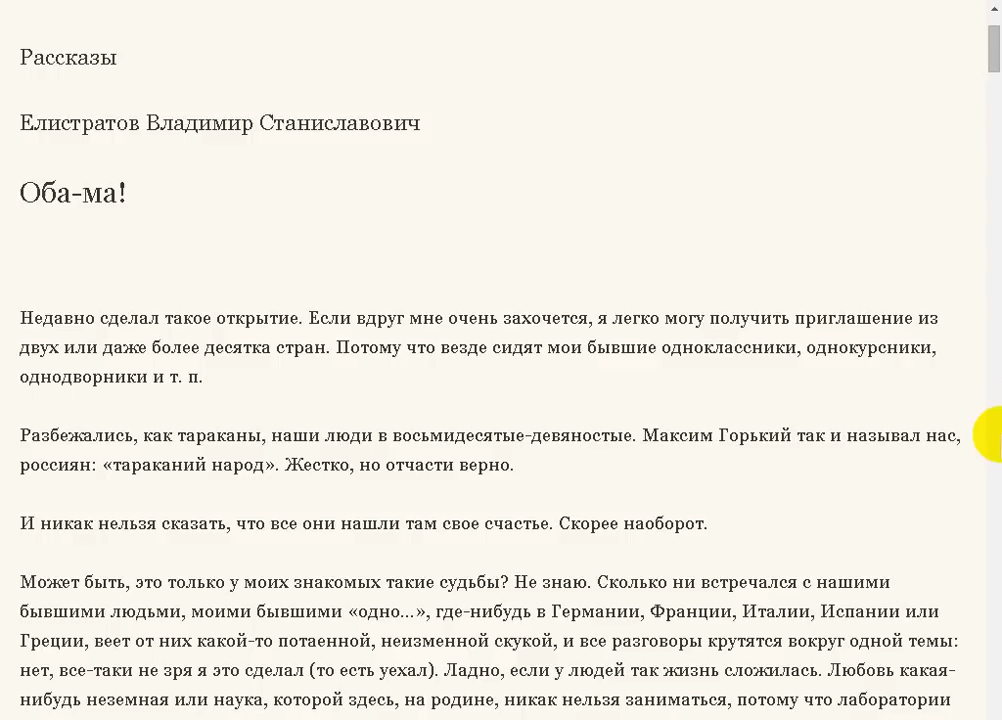 Рассказы
Елистратов Владимир Станиславович
Оба-ма!
Недавно сделал такое открытие. Если вдруг мне очень захочется, я легко могу получить приглашение из
двух или даже более десятка стран. Потому что везде сидят мои бывшие одноклассники, однокурсники,
однодворники и т. п.
Разбежались, как тараканы, наши люди в восьмидесятые-девяностые. Максим Горький так и называл нас,
россиян: «тараканий народ». Жестко, но отчасти верно.
И никак нельзя сказать, что все они нашли там свое счастье. Скорее наоборот.
Может быть, это только у моих знакомых такие судьбы? Не знаю. Сколько ни встречался с нашими
бывшими людьми, моими бывшими «одно...», где-нибудь в Германии, Франции, Италии, Испании или
Греции, веет от них какой-то потаенной, неизменной скукой, и все разговоры крутятся вокруг одной темы:
нет, все-таки не зря я это сделал (то есть уехал). Ладно, если у людей так жизнь сложилась. Любовь какая-
нибудь неземная или наука, которой здесь, на родине, никак нельзя заниматься, потому что лаборатории